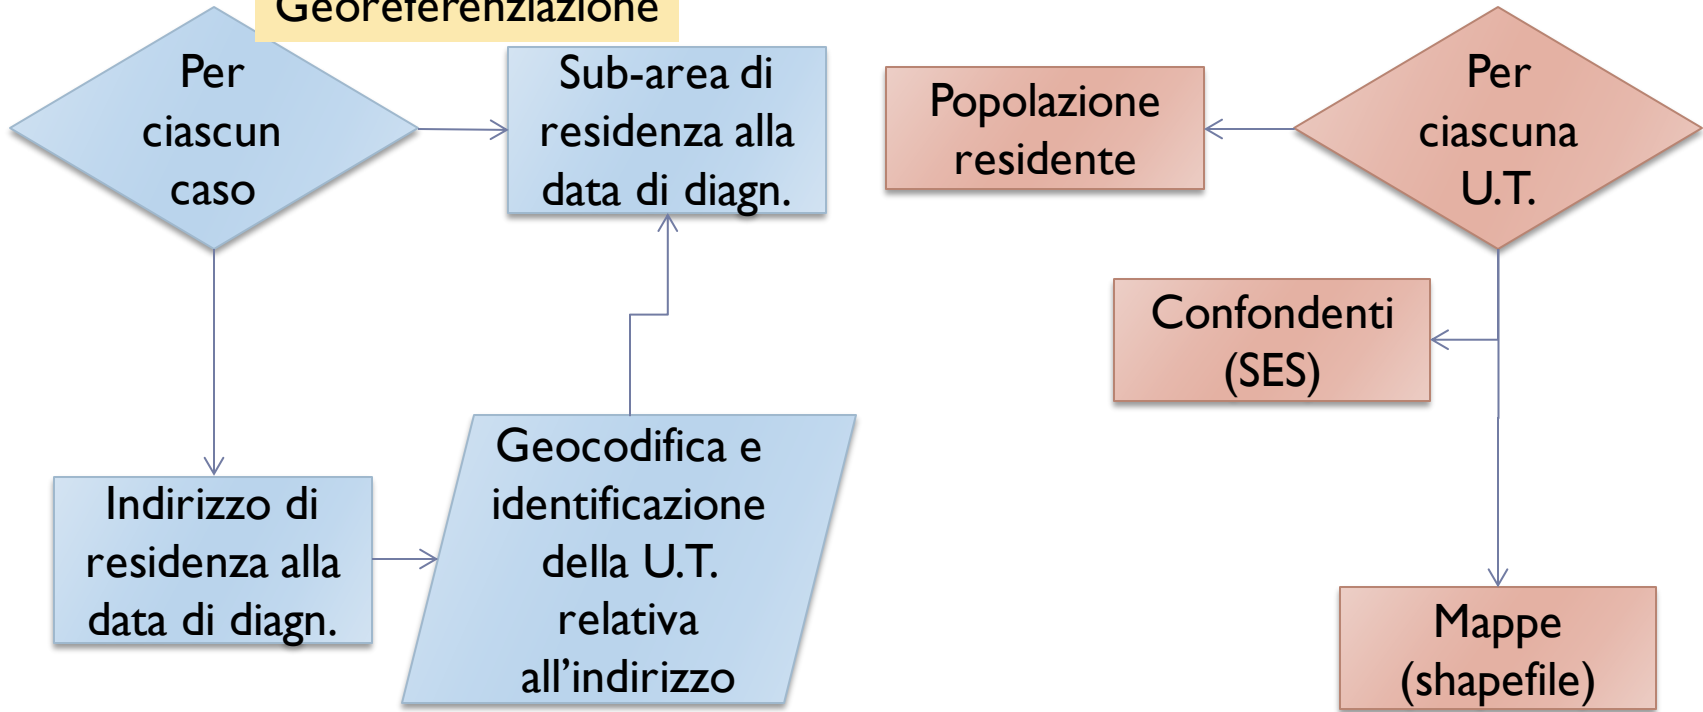 Georeferenziazione
Per
ciascun
caso
Sub-area di
residenza alla
data di diagn.
Indirizzo di
residenza alla
data di diagn.
Geocodifica e
identificazione
della U.T.
relativa
all’indirizzo
Popolazione
residente
Per
ciascuna
U.T.
Confondenti
(SES)
Mappe
(shapefile)